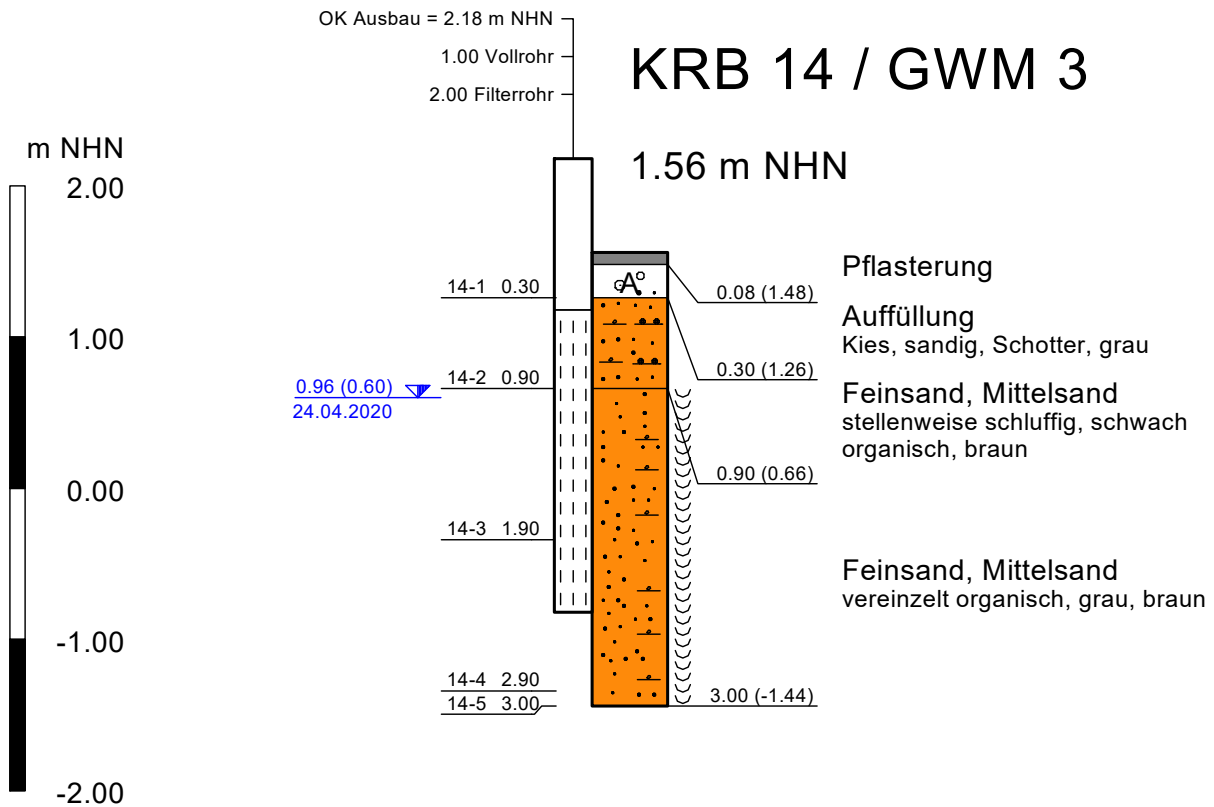 OK Ausbau = 2.18 m NHN
1.00 Vollrohr
2.00 Filterrohr
KRB 14 / GWM 3
1.56 m NHN
m NHN
2.00
1.00
0.00
-1.00
-2.00
14-1 0.30
14-2 0.90
0.96 (0.60)
24.04.2020
14-3 1.90
14-4 2.90
14-5 3.00
A
0.08 (1.48)
0.30 (1.26)
0.90 (0.66)
3.00 (-1.44)
Pflasterung
Auffüllung
Kies, sandig, Schotter, grau
Feinsand, Mittelsand
stellenweise schluffig, schwach
organisch, braun
Feinsand, Mittelsand
vereinzelt organisch, grau, braun